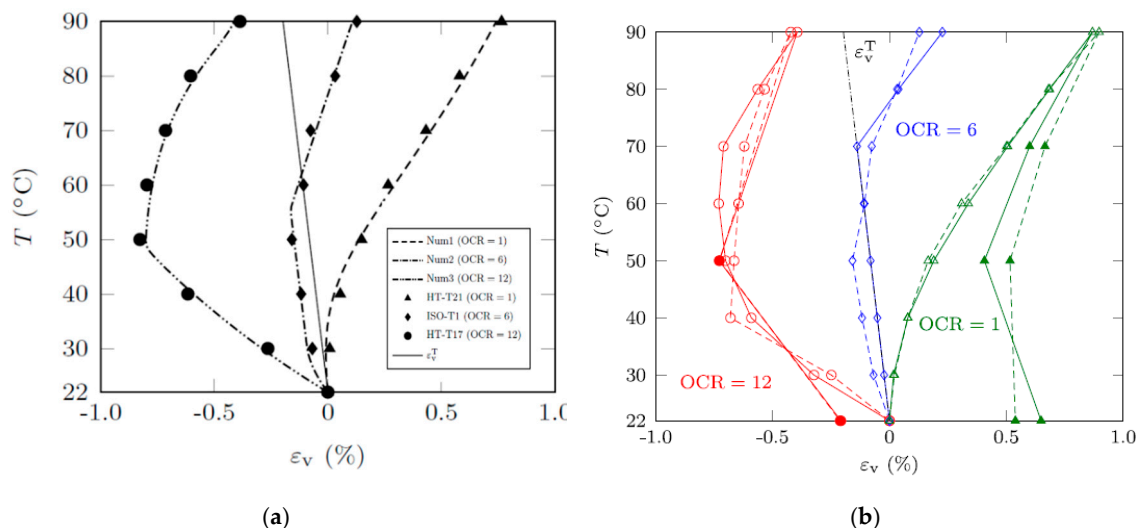 90
80
70
60
50
40
30
22
T (°C)
-1.0
-0.5
0
0.5
1.0
εv (%)
Num1 (OCR = 1)
Num2 (OCR = 6)
Num3 (OCR = 12)
HT-T21 (OCR = 1)
ISO-T1 (OCR = 6)
HT-T17 (OCR = 12)
εvT
(a)
90
80
70
60
50
40
30
22
T (°C)
εvT
OCR = 6
OCR = 1
OCR = 12
-1.0
-0.5
0
0.5
1.0
εv (%)
(b)